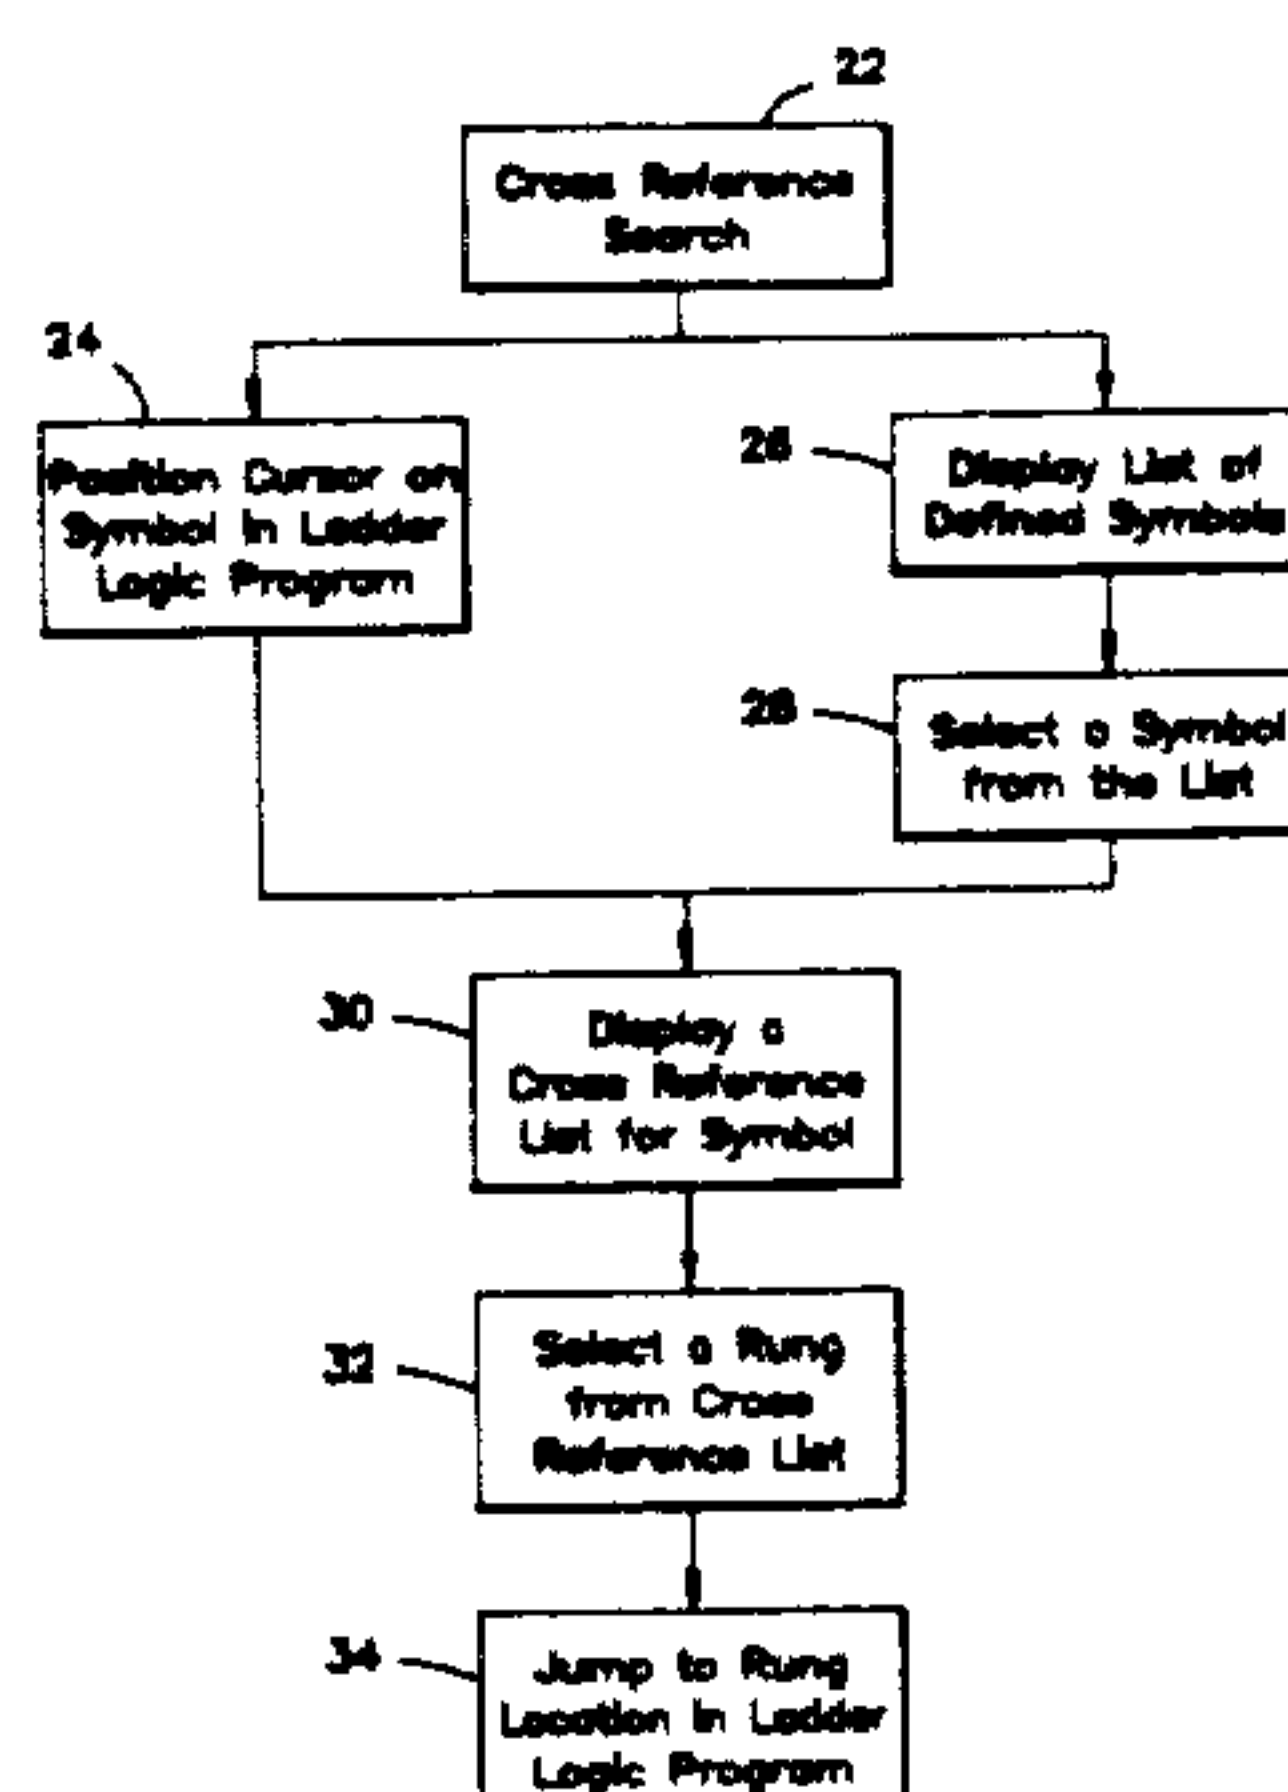 22
Cross Reference
Search
24
Position Cursor on
Symbol in Ladder
Logic Program
26
Display List of
Defined Symbols
28
Select a Symbol
from the List
30
Display a
Cross Reference
List for Symbol
32
Select a Rung
from Cross
Reference List
34
Jump to Rung
Location in Ladder
Logic Program